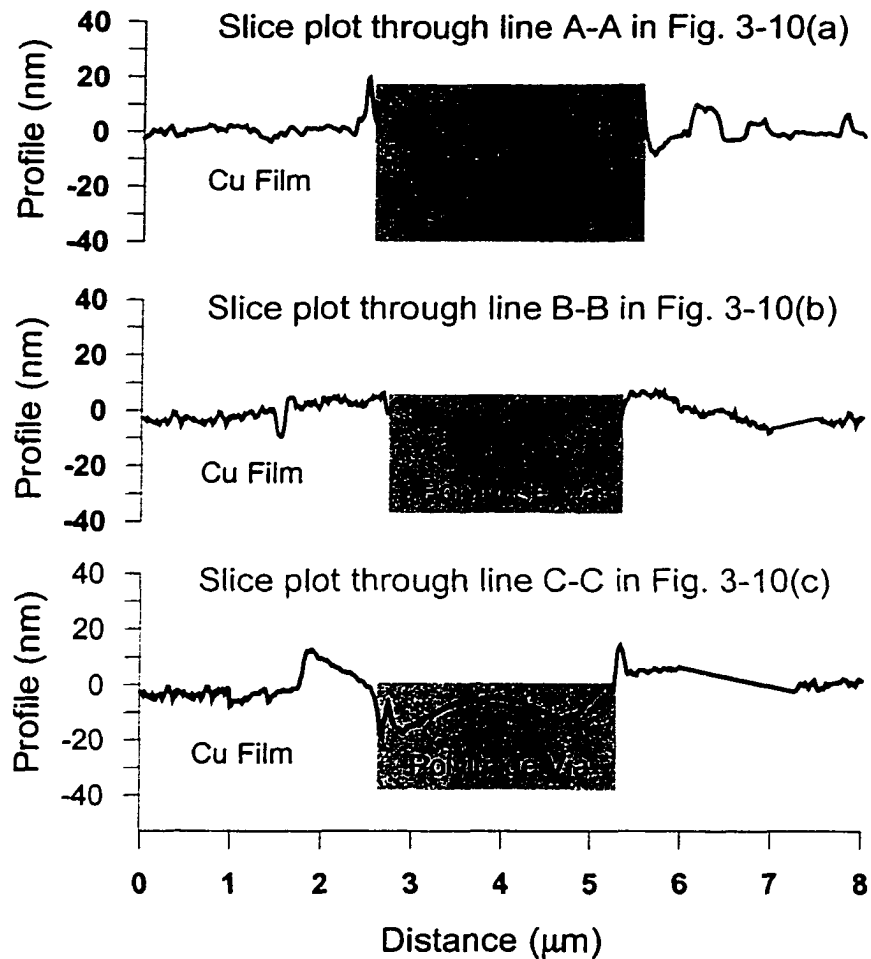 Slice plot through line A-A in Fig. 3-10(a)
Profile (nm)
40
20
0
-20
-40
Cu Film
Slice plot through line B-B in Fig. 3-10(b)
Profile (nm)
40
20
0
-20
-40
Cu Film
Slice plot through line C-C in Fig. 3-10(c)
Profile (nm)
40
20
0
-20
-40
Cu Film
Via
0 1 2 3 4 5 6 7 8
Distance (μm)